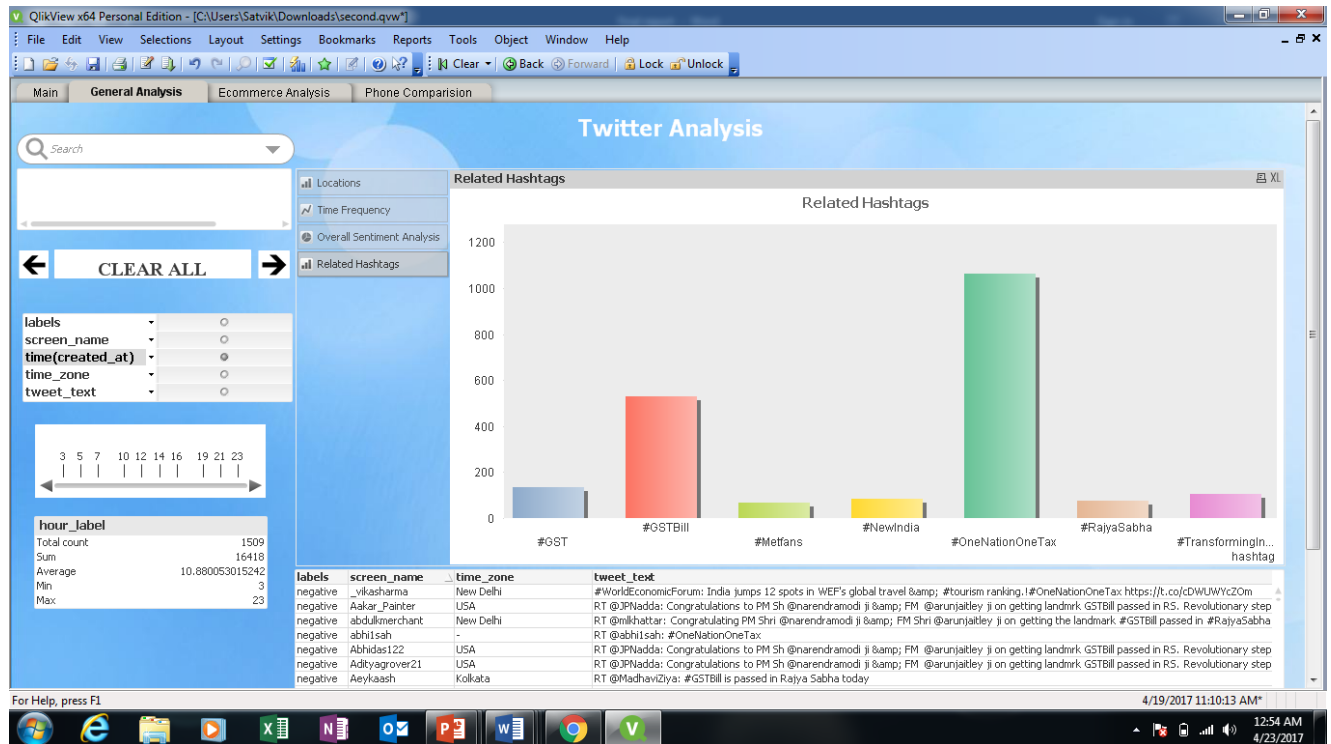 QlikView x64 Personal Edition - [C:\Users\Satvik\Downloads\second.qvw*]
File Edit View Selections Layout Settings Bookmarks Reports Tools Object Window Help
Clear Back Forward Lock Unlock
Main General Analysis Ecommerce Analysis Phone Comparision
Twitter Analysis
Search
CLEAR ALL
labels
screen_name
time(created_at)
time_zone
tweet_text
3 5 7 10 12 14 16 19 21 23
hour_label
Total count 1509
Sum 16418
Average 10.880053015242
Min 3
Max 23
Locations
Time Frequency
Overall Sentiment Analysis
Related Hashtags
Related Hashtags XL
Related Hashtags
1200
1000
800
600
400
200
0
#GST #GSTBill #Metfans #NewIndia #OneNationOneTax #RajyaSabha #TransformingIn...
hashtag
labels screen_name time_zone tweet_text
negative _vikasharma New Delhi #WorldEconomicForum: India jumps 12 spots in WEF's global travel &amp; #tourism ranking.!#OneNationOneTax https://t.co/cDWUWYcZOm
negative Aakar_Painter USA RT @JPNadda: Congratulations to PM Sh @narendramodi ji &amp; FM @arunjaitley ji on getting landmrk GSTBill passed in RS. Revolutionary step
negative abdulkmerchant New Delhi RT @mlkhattar: Congratulating PM Shri @narendramodi ji &amp; FM Shri @arunjaitley ji on getting the landmark #GSTBill passed in #RajyaSabha
negative abhi1sah - RT @abhi1sah: #OneNationOneTax
negative Abhidas122 USA RT @JPNadda: Congratulations to PM Sh @narendramodi ji &amp; FM @arunjaitley ji on getting landmrk GSTBill passed in RS. Revolutionary step
negative Adityagrover21 USA RT @JPNadda: Congratulations to PM Sh @narendramodi ji &amp; FM @arunjaitley ji on getting landmrk GSTBill passed in RS. Revolutionary step
negative Aeykaash Kolkata RT @MadhaviZiya: #GSTBill is passed in Rajya Sabha today
For Help, press F1
4/19/2017 11:10:13 AM*
12:54 AM
4/23/2017